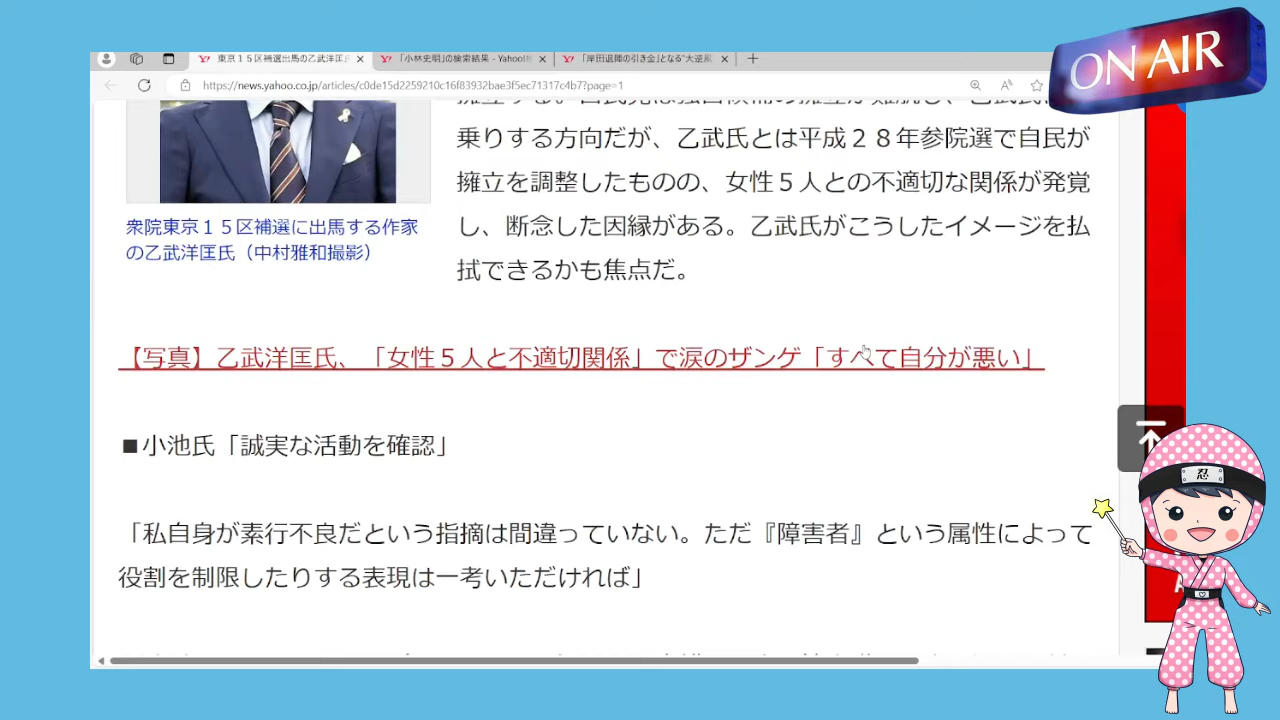 東京１５区補選出馬の乙武洋匡氏
「小林史明」の検索結果 - Yahoo!
「岸田退陣の引き金」となる"大逆風
https://news.yahoo.co.jp/articles/c0de15d2259210c16f83932bae3f5ec71317c4b7?page=1
ON AIR
乗りする方向だが、乙武氏とは平成２８年参院選で自民が
擁立を調整したものの、女性５人との不適切な関係が発覚
し、断念した因縁がある。乙武氏がこうしたイメージを払
拭できるかも焦点だ。
衆院東京１５区補選に出馬する作家
の乙武洋匡氏（中村雅和撮影）
【写真】乙武洋匡氏、「女性５人と不適切関係」で涙のザンゲ「すべて自分が悪い」
■小池氏「誠実な活動を確認」
「私自身が素行不良だという指摘は間違っていない。ただ『障害者』という属性によって
役割を制限したりする表現は一考いただければ」
忍